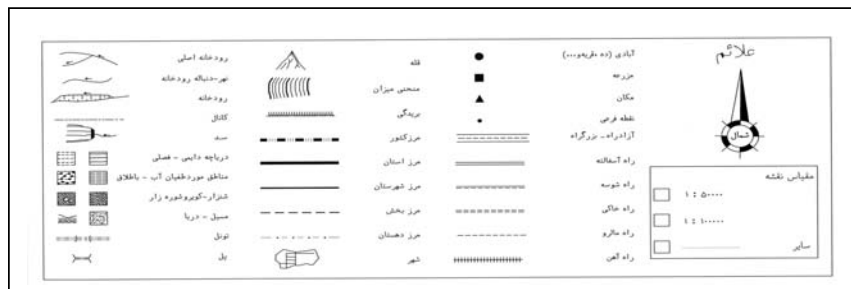 علائم
شمال
مقیاس نقشه
۱ : ۵۰۰۰۰
۱ : ۱۰۰۰۰۰
سایر
آبادی (ده ،قریه‌و...)
مزرعه
مکان
نقطه فرعی
آزادراه - بزرگراه
راه آسفالته
راه شوسه
راه خاکی
راه مالرو
راه آهن
قله
منحنی میزان
بریدگی
مرز کشور
مرز استان
مرز شهرستان
مرز بخش
مرز دهستان
شهر
رودخانه اصلی
نهر-دنباله رودخانه
رودخانه
کانال
سد
دریاچه دایمی - فصلی
مناطق مورد طغیان آب - باطلاق
شنزار-کویروشوره زار
مسیل - دریا
تونل
پل